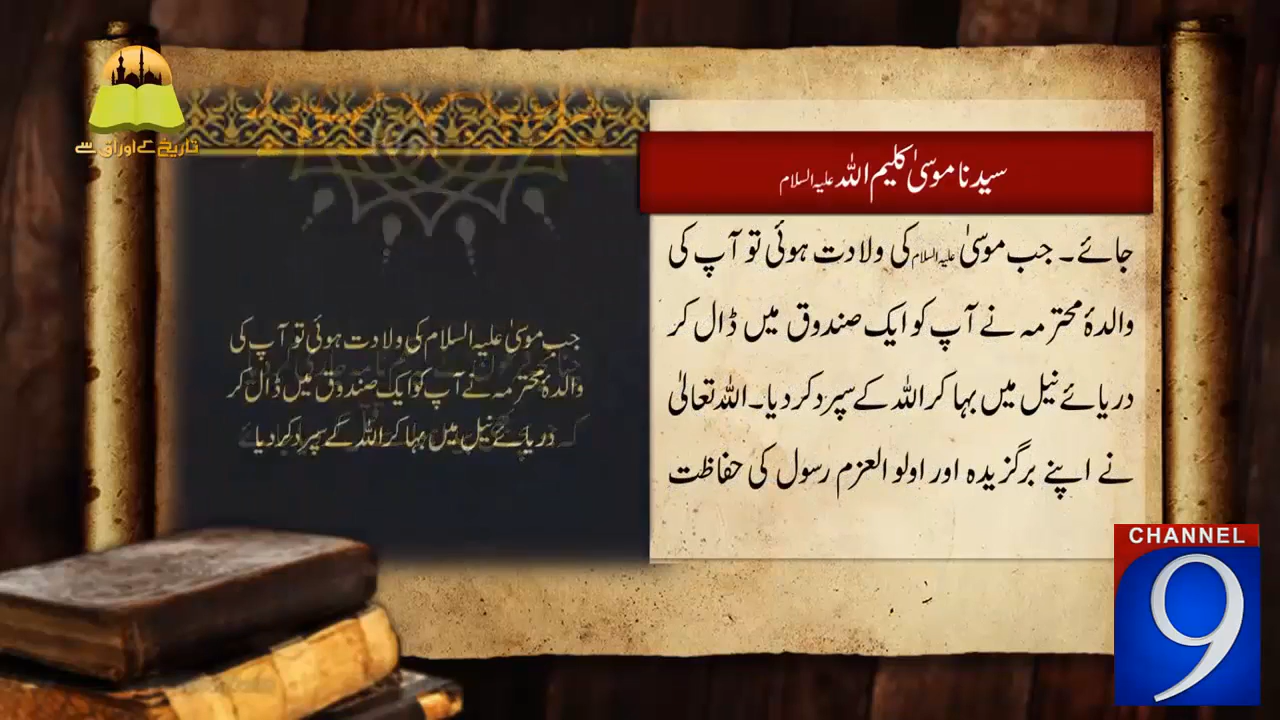 تاریخ کے اوراق سے
سیدنا موسیٰ کلیم اللہ علیہ السلام
جائے۔ جب موسیٰ علیہ السلام کی ولادت ہوئی تو آپ کی
والدۂ محترمہ نے آپ کو ایک صندوق میں ڈال کر
دریائے نیل میں بہا کر اللہ کے سپرد کر دیا۔ اللہ تعالیٰ
نے اپنے برگزیدہ اور اولو العزم رسول کی حفاظت
جب موسیٰ علیہ السلام کی ولادت ہوئی تو آپ کی
والدۂ محترمہ نے آپ کو ایک صندوق میں ڈال کر
دریائے نیل میں بہا کر اللہ کے سپرد کر دیا
CHANNEL
9